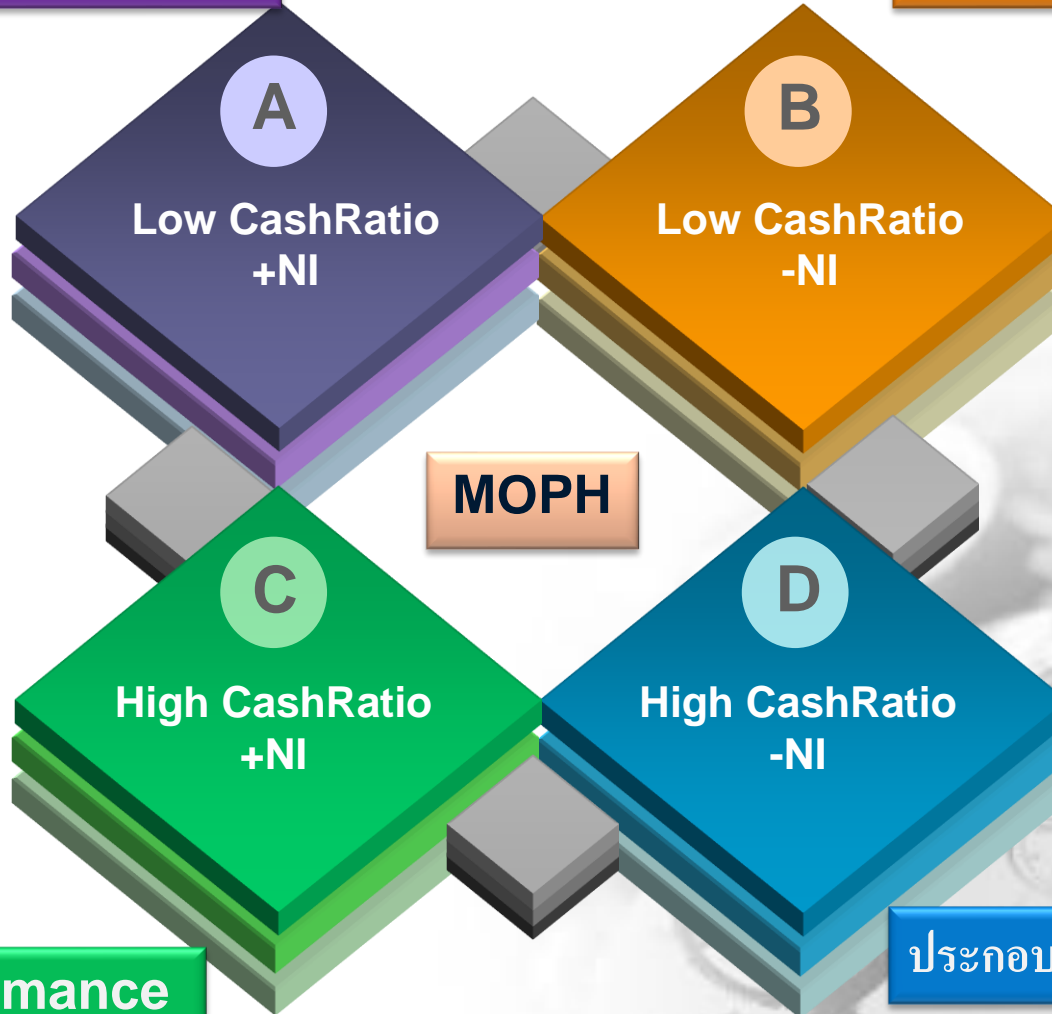 A
B
Low CashRatio
+NI
Low CashRatio
-NI
MOPH
C
D
High CashRatio
+NI
High CashRatio
-NI
ประกอบ
mance